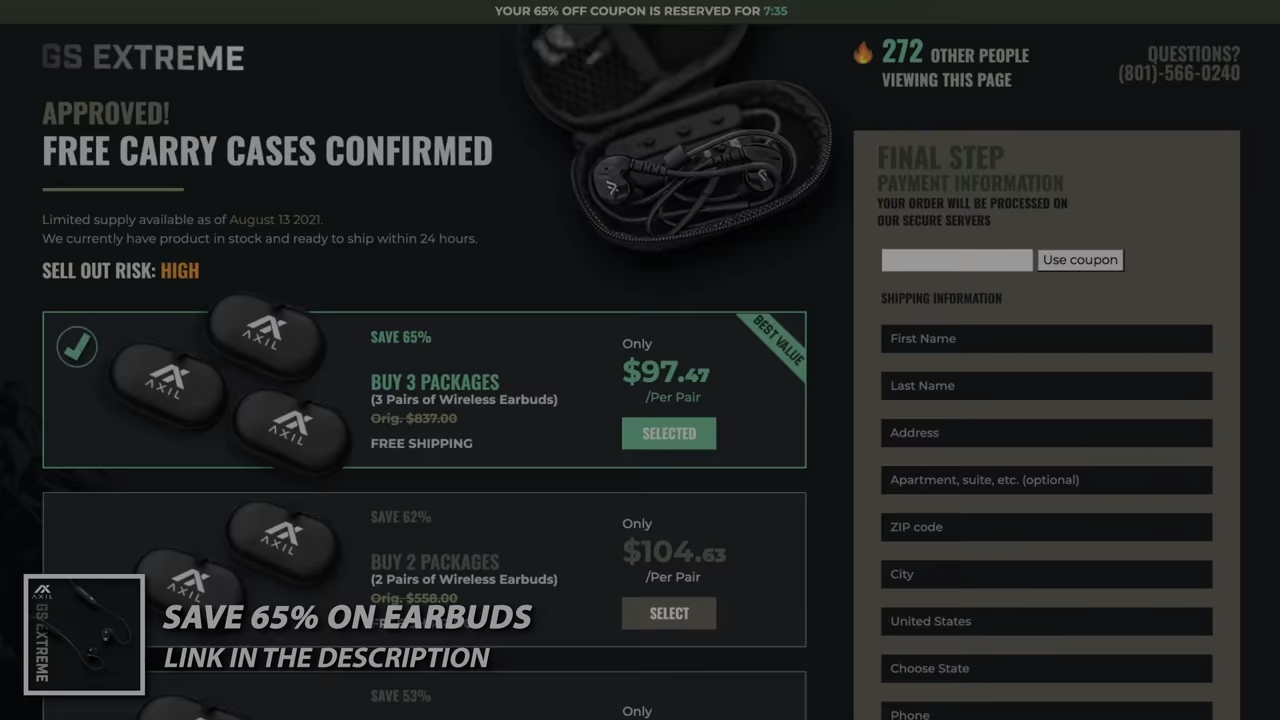 YOUR 65% OFF COUPON IS RESERVED FOR 7:35
GS EXTREME
272 OTHER PEOPLE
VIEWING THIS PAGE
QUESTIONS?
(801)-566-0240
APPROVED!
FREE CARRY CASES CONFIRMED
Limited supply available as of August 13 2021.
We currently have product in stock and ready to ship within 24 hours.
SELL OUT RISK: HIGH
AXIL
AXIL
AXIL
SAVE 65%
BUY 3 PACKAGES
(3 Pairs of Wireless Earbuds)
Orig. $837.00
FREE SHIPPING
Only
$97.47
/Per Pair
SELECTED
BEST VALUE
AXIL
AXIL
SAVE 62%
BUY 2 PACKAGES
(2 Pairs of Wireless Earbuds)
Orig. $558.00
Only
$104.63
/Per Pair
SELECT
SAVE 53%
Only
FINAL STEP
PAYMENT INFORMATION
YOUR ORDER WILL BE PROCESSED ON
OUR SECURE SERVERS
Use coupon
SHIPPING INFORMATION
First Name
Last Name
Address
Apartment, suite, etc. (optional)
ZIP code
City
United States
Choose State
Phone
AXIL
GS EXTREME
SAVE 65% ON EARBUDS
LINK IN THE DESCRIPTION